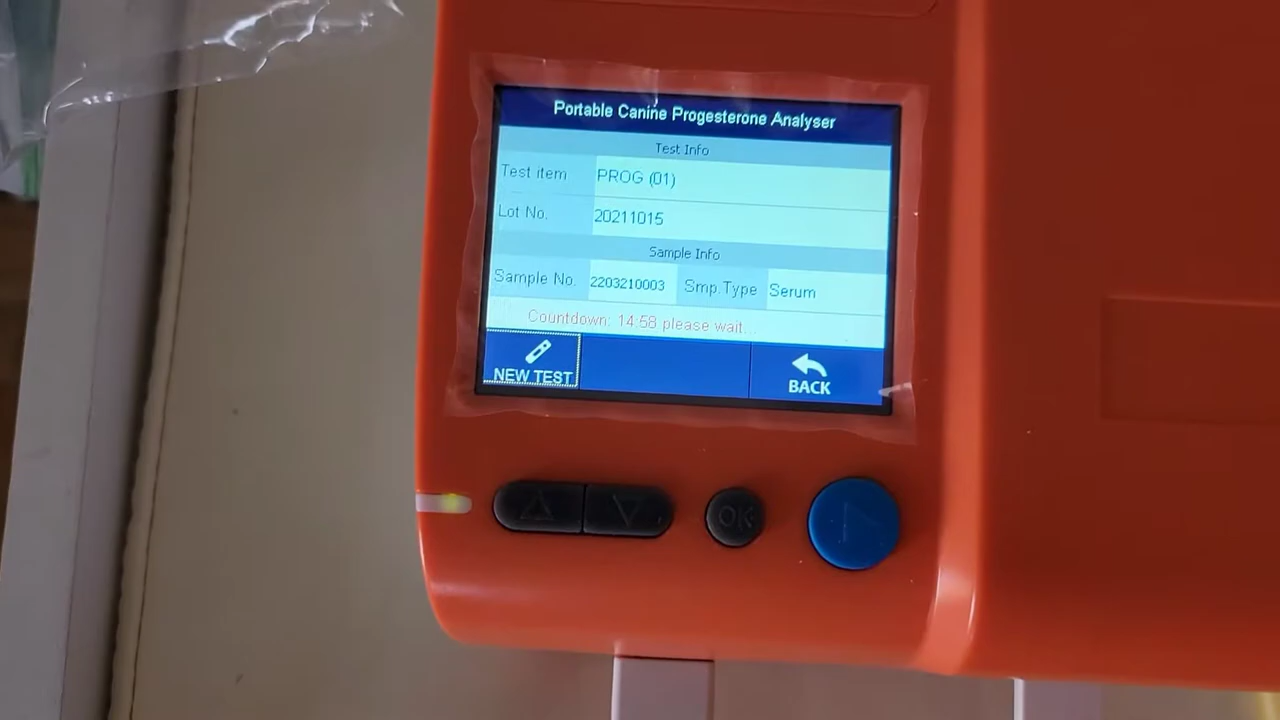 Portable Canine Progesterone Analyser
Test Info
Test item PROG (01)
Lot No. 20211015
Sample Info
Sample No. 2203210003 Smp.Type Serum
Countdown: 14:58 please wait...
NEW TEST BACK
OK